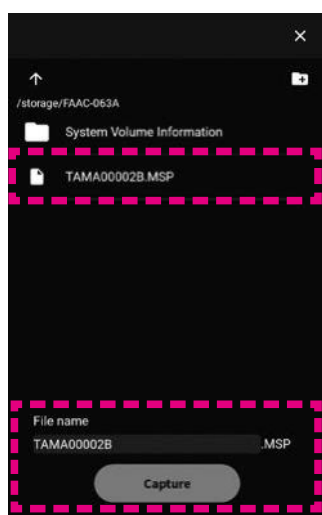 /storage/FAAC-063A
System Volume Information
TAMA00002B.MSP
File name
TAMA00002B .MSP
Capture